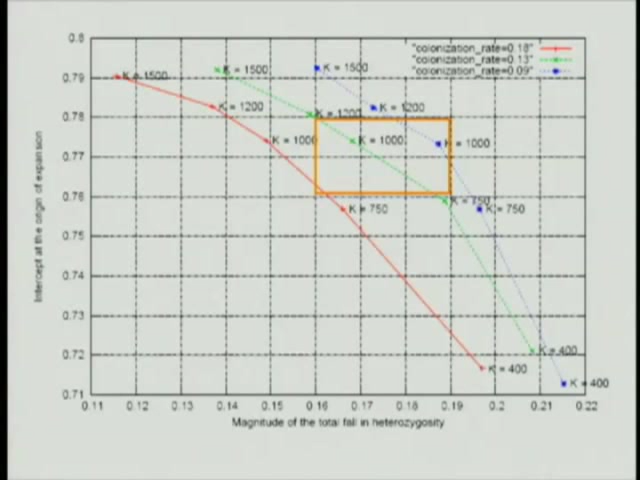 0.8
"colonization_rate=0.18"
"colonization_rate=0.13"
"colonization_rate=0.09"
K = 1500
K = 1500
K = 1500
0.79
K = 1200
K = 1200
K = 1200
0.78
K = 1000
K = 1000
K = 1000
0.77
0.76
K = 750
K = 750
K = 750
0.75
0.74
0.73
0.72
K = 400
K = 400
K = 400
0.71
Intercept at the origin of expansion
0.11 0.12 0.13 0.14 0.15 0.16 0.17 0.18 0.19 0.2 0.21 0.22
Magnitude of the total fall in heterozygosity